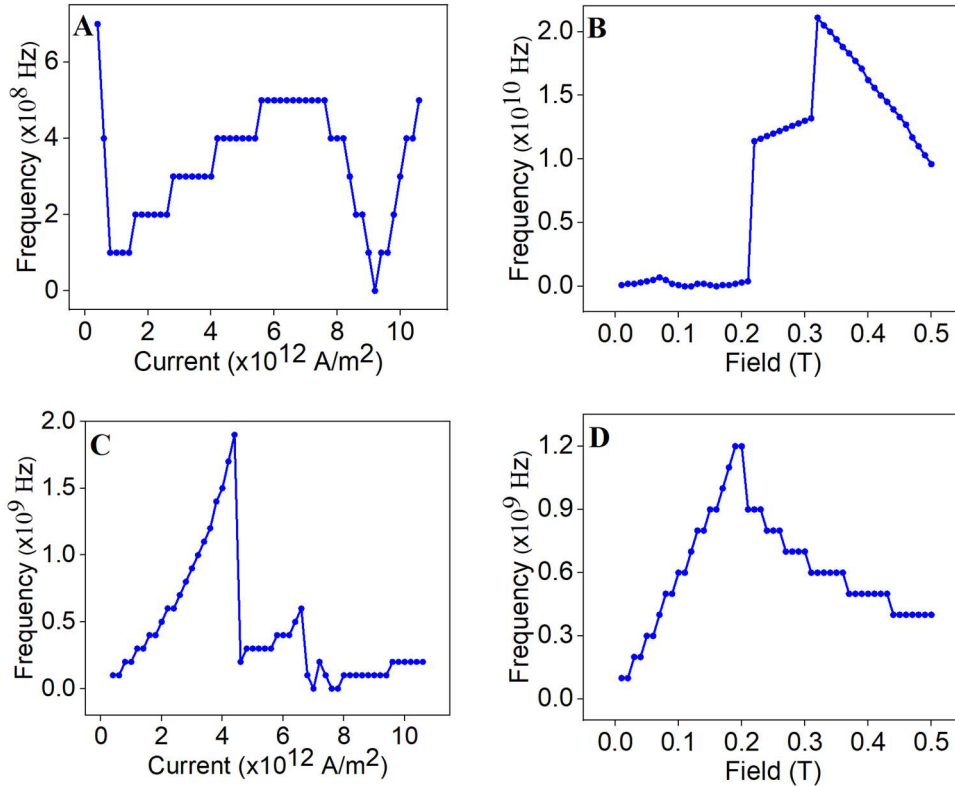 A
Frequency (x10^8 Hz)
6
4
2
0
0 2 4 6 8 10
Current (x10^12 A/m^2)
B
Frequency (x10^10 Hz)
2.0
1.5
1.0
0.5
0.0
0.0 0.1 0.2 0.3 0.4 0.5
Field (T)
C
Frequency (x10^9 Hz)
2.0
1.5
1.0
0.5
0.0
0 2 4 6 8 10
Current (x10^12 A/m^2)
D
Frequency (x10^9 Hz)
1.2
0.9
0.6
0.3
0.0
0.0 0.1 0.2 0.3 0.4 0.5
Field (T)